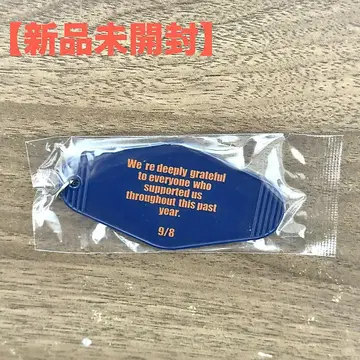 【新品未開封】
We´re deeply grateful
to everyone who
supported us
throughout this past
year.
9/8